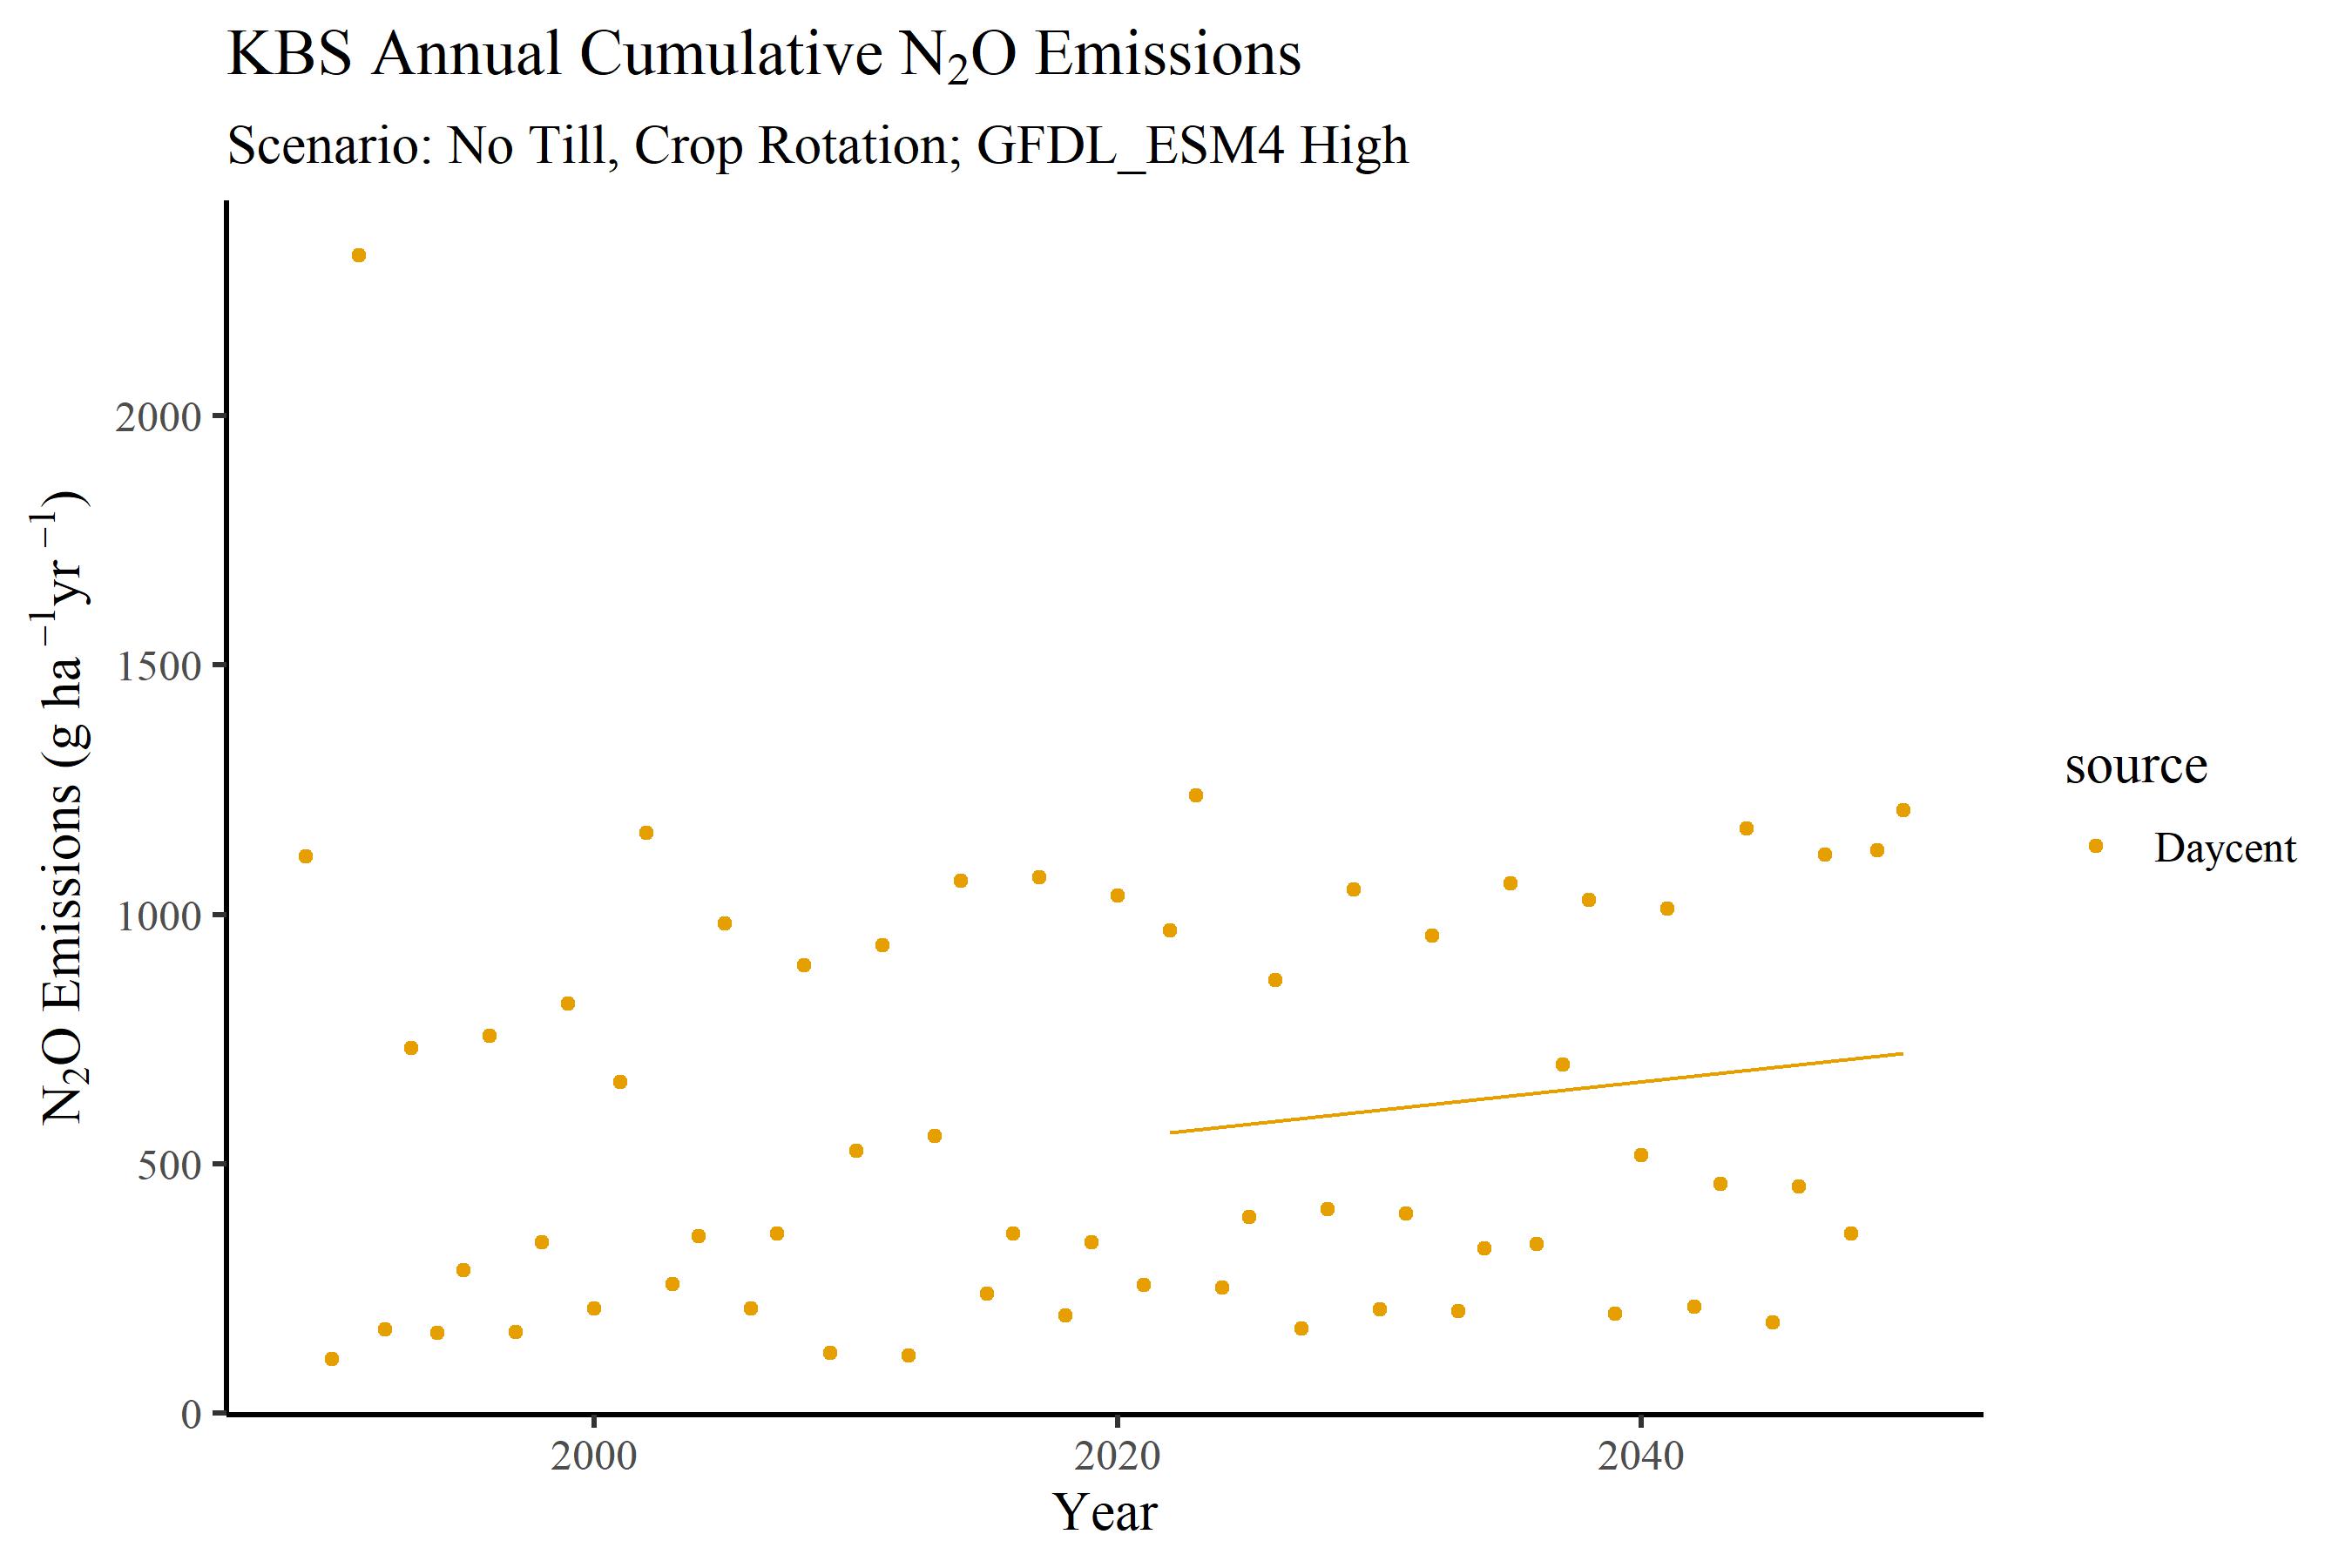 KBS Annual Cumulative N₂O Emissions
Scenario: No Till, Crop Rotation; GFDL_ESM4 High
N₂O Emissions (g ha⁻¹yr⁻¹)
2000
1500
1000
500
0
2000 2020 2040
Year
source
Daycent